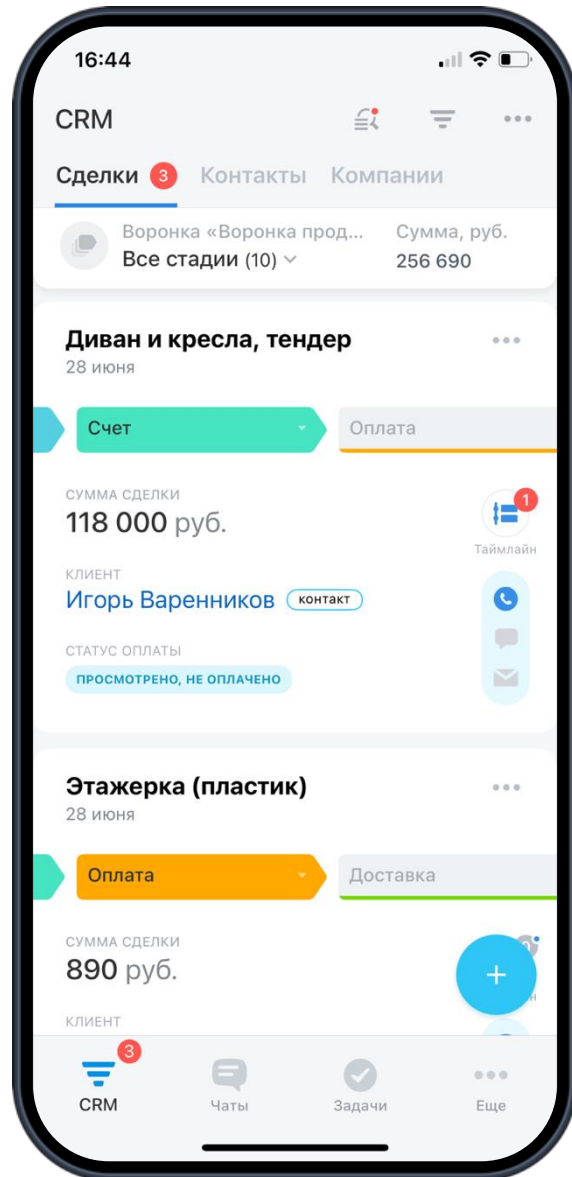 16:44
CRM
Сделки 3 Контакты Компании
Воронка «Воронка прод... Сумма, руб.
Все стадии (10) 256 690
Диван и кресла, тендер
28 июня
Счет Оплата
СУММА СДЕЛКИ
118 000 руб.
1
Таймлайн
КЛИЕНТ
Игорь Варенников контакт
СТАТУС ОПЛАТЫ
ПРОСМОТРЕНО, НЕ ОПЛАЧЕНО
Этажерка (пластик)
28 июня
Оплата Доставка
СУММА СДЕЛКИ
890 руб.
КЛИЕНТ
3
CRM Чаты Задачи Еще